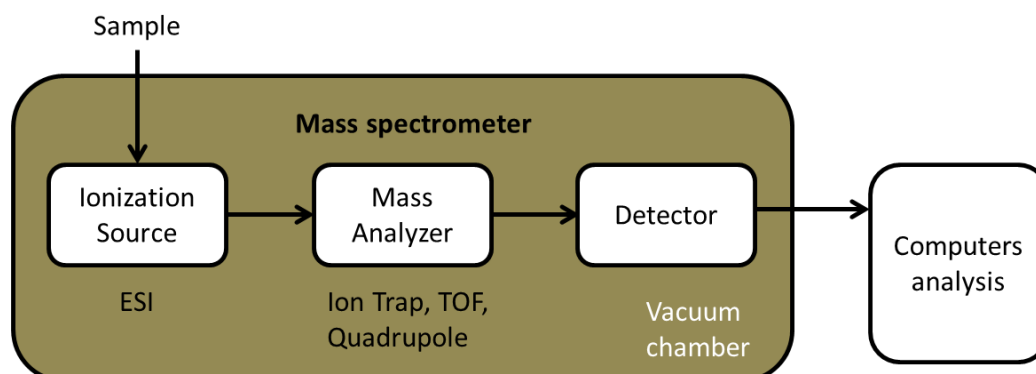 Sample
Mass spectrometer
Ionization
Source
Mass
Analyzer
Detector
Computers
analysis
ESI
Ion Trap, TOF,
Quadrupole
Vacuum
chamber